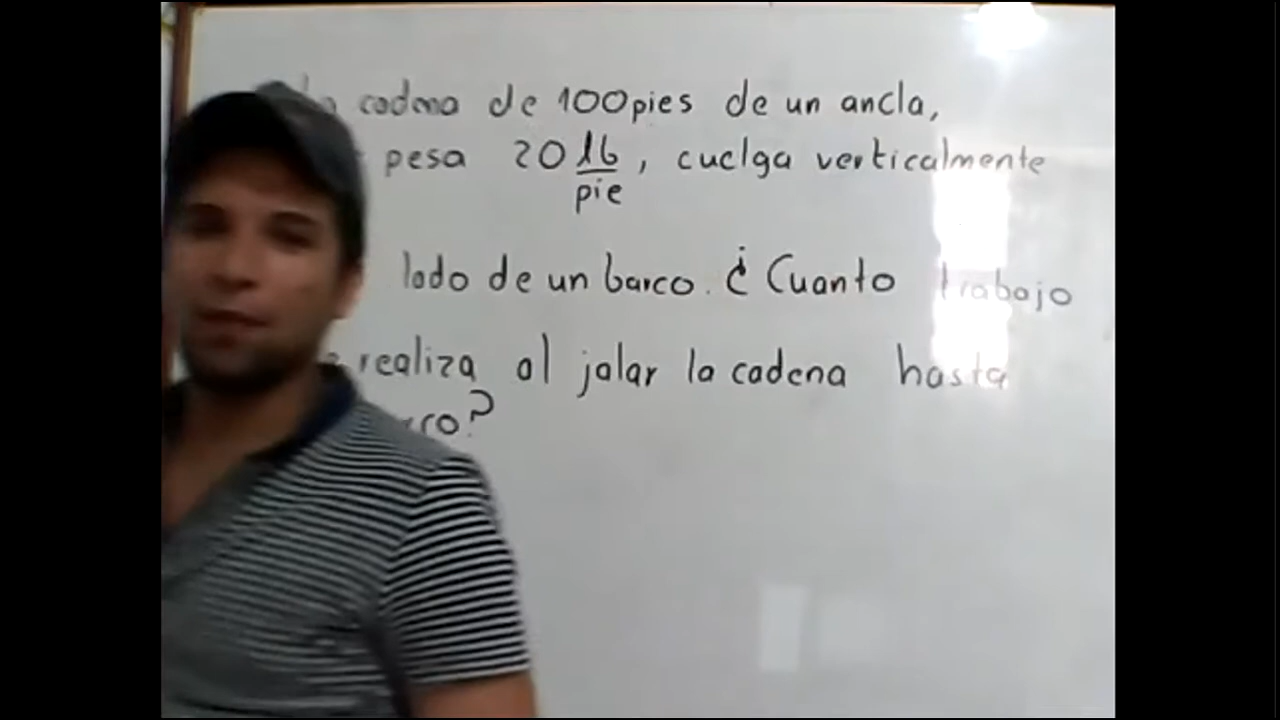 cadena de 100pies de un ancla,
pesa 20 lb/pie, cuelga verticalmente
lado de un barco. ¿Cuanto trabajo
realiza al jalar la cadena hasta